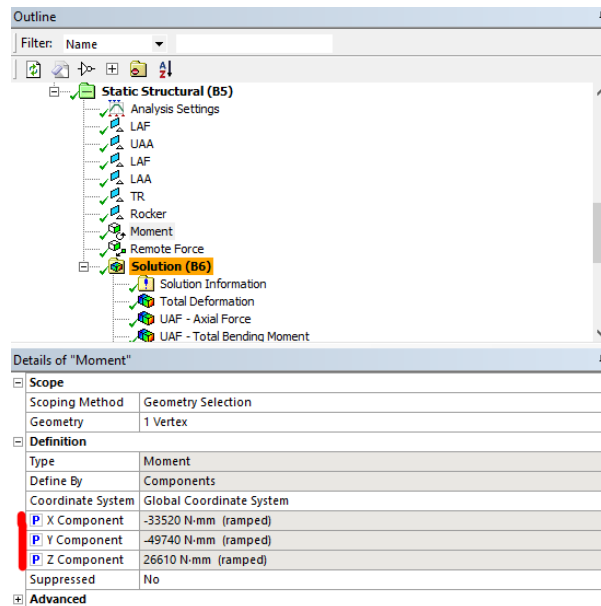 Outline
Filter: Name
Static Structural (B5)
Analysis Settings
LAF
UAA
LAF
LAA
TR
Rocker
Moment
Remote Force
Solution (B6)
Solution Information
Total Deformation
UAF - Axial Force
UAF - Total Bending Moment
Details of "Moment"
Scope
Scoping Method Geometry Selection
Geometry 1 Vertex
Definition
Type Moment
Define By Components
Coordinate System Global Coordinate System
P X Component -33520 N·mm (ramped)
P Y Component -49740 N·mm (ramped)
P Z Component 26610 N·mm (ramped)
Suppressed No
Advanced